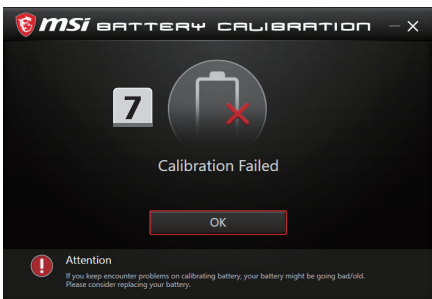 msi BATTERY CALIBRATION
7
Calibration Failed
OK
Attention
If you keep encounter problems on calibrating battery, your battery might be going bad/old.
Please consider replacing your battery.